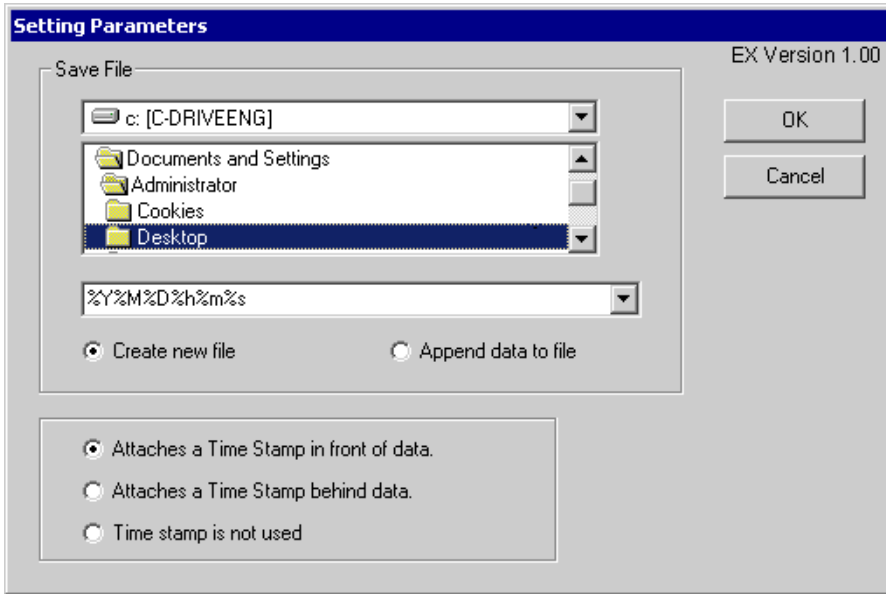 Setting Parameters
EX Version 1.00
Save File
c: [C-DRIVEENG]
OK
Documents and Settings
Administrator
Cancel
Cookies
Desktop
%Y%M%D%h%m%s
Create new file
Append data to file
Attaches a Time Stamp in front of data.
Attaches a Time Stamp behind data.
Time stamp is not used